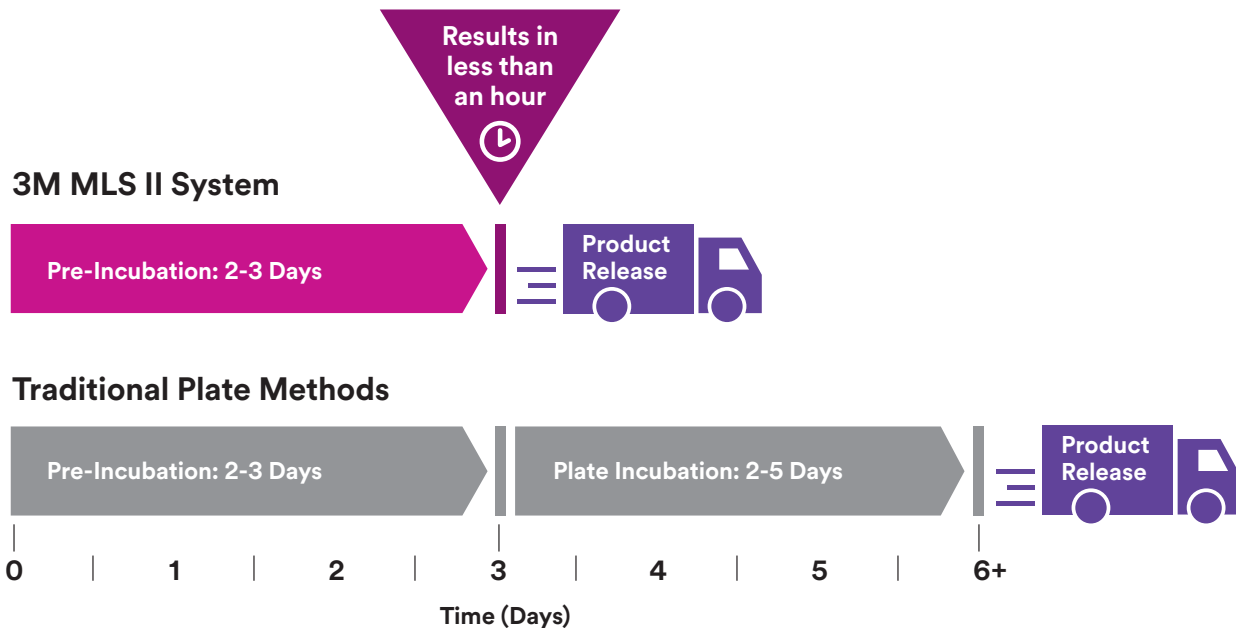 Results in
less than
an hour
3M MLS II System
Pre-Incubation: 2-3 Days
Product
Release
Traditional Plate Methods
Pre-Incubation: 2-3 Days
Plate Incubation: 2-5 Days
Product
Release
0 1 2 3 4 5 6+
Time (Days)